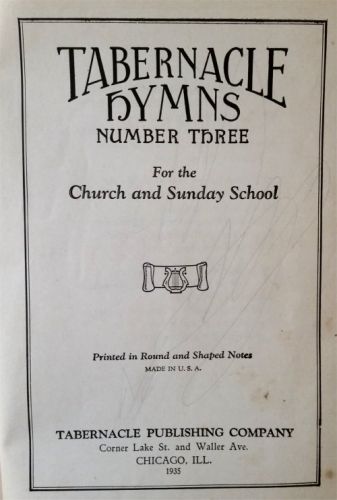 TABERNACLE
HYMNS
NUMBER THREE
For the
Church and Sunday School
Printed in Round and Shaped Notes
MADE IN U. S. A.
TABERNACLE PUBLISHING COMPANY
Corner Lake St. and Waller Ave.
CHICAGO, ILL.
1935